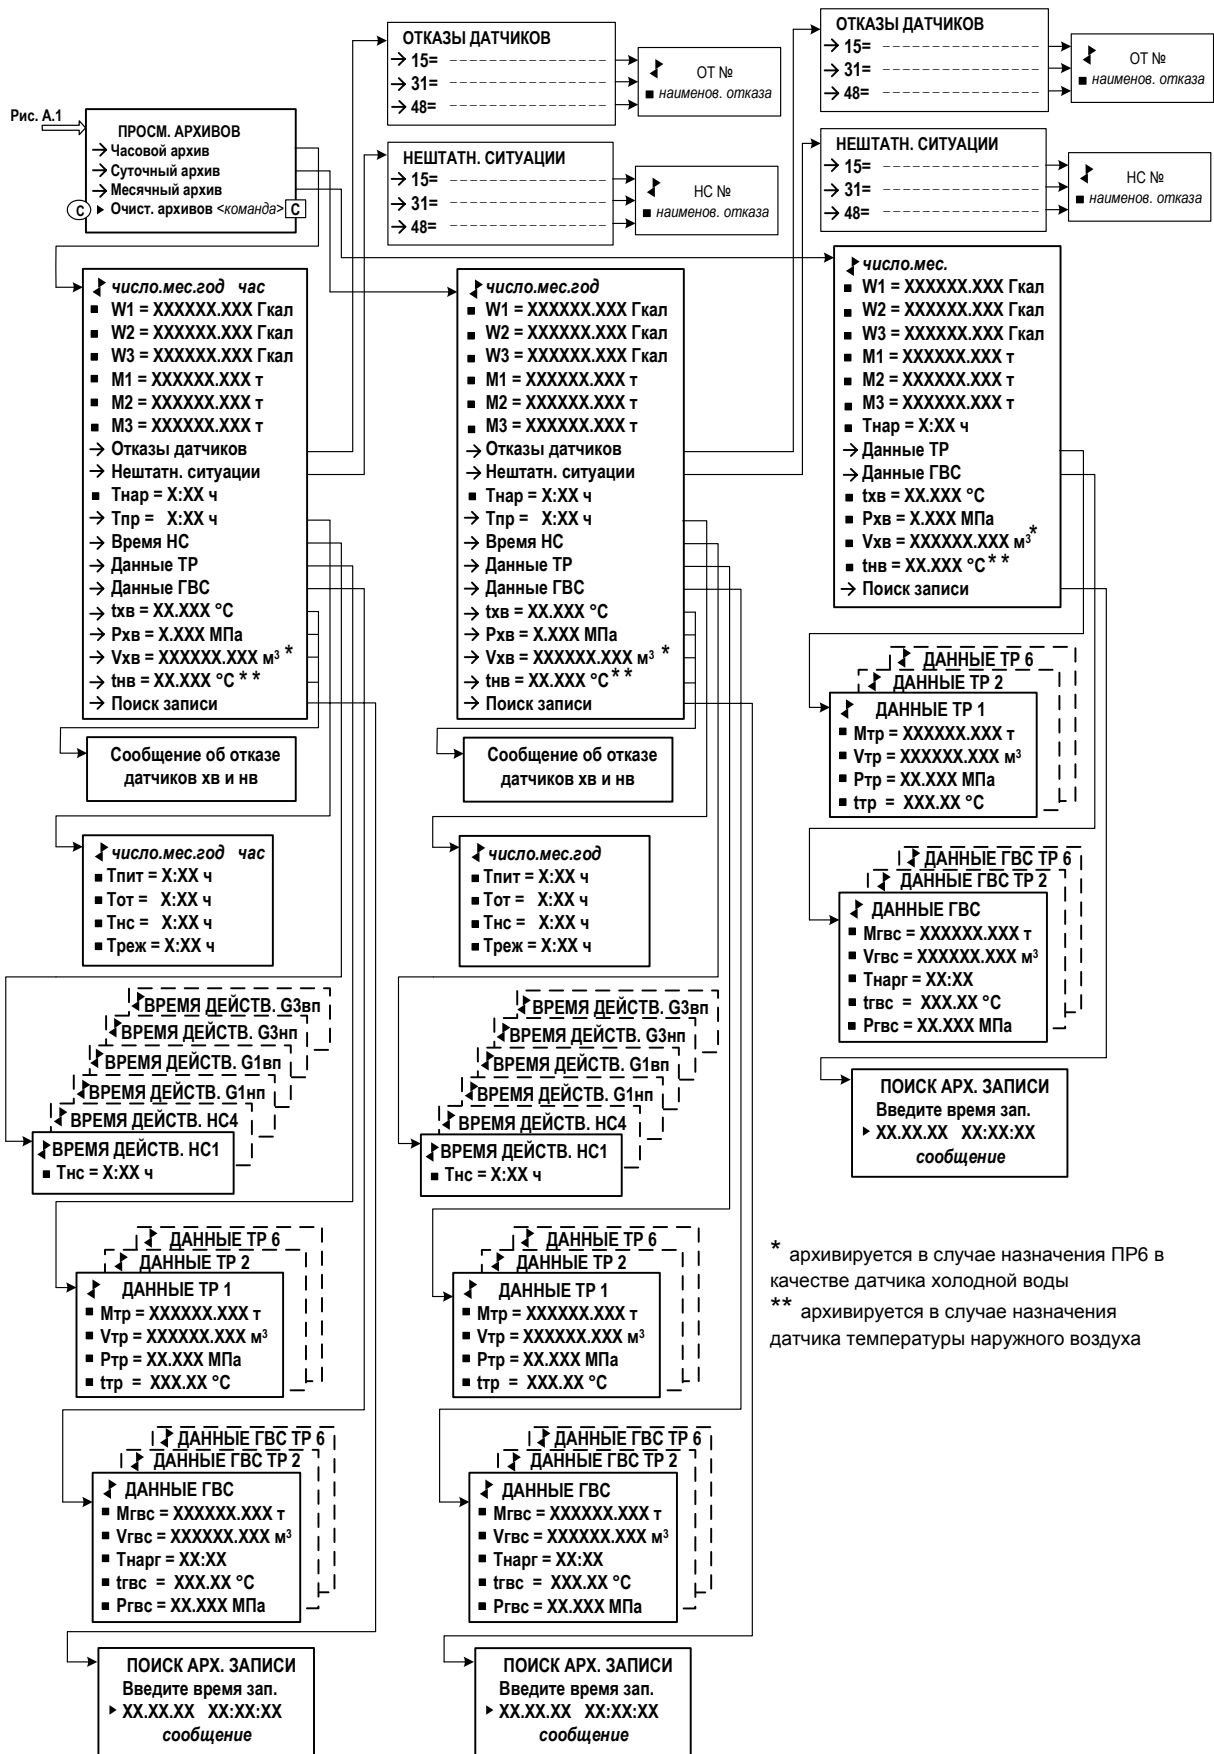 Рис. А.1
ПРОСМ. АРХИВОВ
Часовой архив
Суточный архив
Месячный архив
С Очист. архивов <команда> С
ОТКАЗЫ ДАТЧИКОВ
15=
31=
48=
ОТ №
наименов. отказа
НЕШТАТН. СИТУАЦИИ
15=
31=
48=
НС №
наименов. отказа
ОТКАЗЫ ДАТЧИКОВ
15=
31=
48=
ОТ №
наименов. отказа
НЕШТАТН. СИТУАЦИИ
15=
31=
48=
НС №
наименов. отказа
число.мес.год час
W1 = XXXXXX.XXX Гкал
W2 = XXXXXX.XXX Гкал
W3 = XXXXXX.XXX Гкал
M1 = XXXXXX.XXX т
M2 = XXXXXX.XXX т
M3 = XXXXXX.XXX т
Отказы датчиков
Нештатн. ситуации
Тнар = X:XX ч
Тпр = X:XX ч
Время НС
Данные ТР
Данные ГВС
tхв = XX.XXX °C
Pхв = X.XXX МПа
Vхв = XXXXXX.XXX м³ *
tнв = XX.XXX °C * *
Поиск записи
Сообщение об отказе
датчиков хв и нв
число.мес.год час
Тпит = X:XX ч
Тот = X:XX ч
Тнс = X:XX ч
Треж = X:XX ч
ВРЕМЯ ДЕЙСТВ. G3вп
ВРЕМЯ ДЕЙСТВ. G3нп
ВРЕМЯ ДЕЙСТВ. G1вп
ВРЕМЯ ДЕЙСТВ. G1нп
ВРЕМЯ ДЕЙСТВ. НС4
ВРЕМЯ ДЕЙСТВ. НС1
Тнс = X:XX ч
ДАННЫЕ ТР 6
ДАННЫЕ ТР 2
ДАННЫЕ ТР 1
Mтр = XXXXXX.XXX т
Vтр = XXXXXX.XXX м³
Pтр = XX.XXX МПа
tтр = XXX.XX °C
ДАННЫЕ ГВС ТР 6
ДАННЫЕ ГВС ТР 2
ДАННЫЕ ГВС
Mгвс = XXXXXX.XXX т
Vгвс = XXXXXX.XXX м³
Тнарг = XX:XX
tгвс = XXX.XX °C
Pгвс = XX.XXX МПа
ПОИСК АРХ. ЗАПИСИ
Введите время зап.
XX.XX.XX XX:XX:XX
сообщение
число.мес.год
W1 = XXXXXX.XXX Гкал
W2 = XXXXXX.XXX Гкал
W3 = XXXXXX.XXX Гкал
M1 = XXXXXX.XXX т
M2 = XXXXXX.XXX т
M3 = XXXXXX.XXX т
Отказы датчиков
Нештатн. ситуации
Тнар = X:XX ч
Тпр = X:XX ч
Время НС
Данные ТР
Данные ГВС
tхв = XX.XXX °C
Pхв = X.XXX МПа
Vхв = XXXXXX.XXX м³ *
tнв = XX.XXX °C * *
Поиск записи
Сообщение об отказе
датчиков хв и нв
число.мес.год
Тпит = X:XX ч
Тот = X:XX ч
Тнс = X:XX ч
Треж = X:XX ч
ВРЕМЯ ДЕЙСТВ. G3вп
ВРЕМЯ ДЕЙСТВ. G3нп
ВРЕМЯ ДЕЙСТВ. G1вп
ВРЕМЯ ДЕЙСТВ. G1нп
ВРЕМЯ ДЕЙСТВ. НС4
ВРЕМЯ ДЕЙСТВ. НС1
Тнс = X:XX ч
ДАННЫЕ ТР 6
ДАННЫЕ ТР 2
ДАННЫЕ ТР 1
Mтр = XXXXXX.XXX т
Vтр = XXXXXX.XXX м³
Pтр = XX.XXX МПа
tтр = XXX.XX °C
ДАННЫЕ ГВС ТР 6
ДАННЫЕ ГВС ТР 2
ДАННЫЕ ГВС
Mгвс = XXXXXX.XXX т
Vгвс = XXXXXX.XXX м³
Тнарг = XX:XX
tгвс = XXX.XX °C
Pгвс = XX.XXX МПа
ПОИСК АРХ. ЗАПИСИ
Введите время зап.
XX.XX.XX XX:XX:XX
сообщение
число.мес.
W1 = XXXXXX.XXX Гкал
W2 = XXXXXX.XXX Гкал
W3 = XXXXXX.XXX Гкал
M1 = XXXXXX.XXX т
M2 = XXXXXX.XXX т
M3 = XXXXXX.XXX т
Тнар = X:XX ч
Данные ТР
Данные ГВС
tхв = XX.XXX °C
Pхв = X.XXX МПа
Vхв = XXXXXX.XXX м³*
tнв = XX.XXX °C * *
Поиск записи
ДАННЫЕ ТР 6
ДАННЫЕ ТР 2
ДАННЫЕ ТР 1
Mтр = XXXXXX.XXX т
Vтр = XXXXXX.XXX м³
Pтр = XX.XXX МПа
tтр = XXX.XX °C
ДАННЫЕ ГВС ТР 6
ДАННЫЕ ГВС ТР 2
ДАННЫЕ ГВС
Mгвс = XXXXXX.XXX т
Vгвс = XXXXXX.XXX м³
Тнарг = XX:XX
tгвс = XXX.XX °C
Pгвс = XX.XXX МПа
ПОИСК АРХ. ЗАПИСИ
Введите время зап.
XX.XX.XX XX:XX:XX
сообщение
* архивируется в случае назначения ПР6 в
качестве датчика холодной воды
** архивируется в случае назначения
датчика температуры наружного воздуха